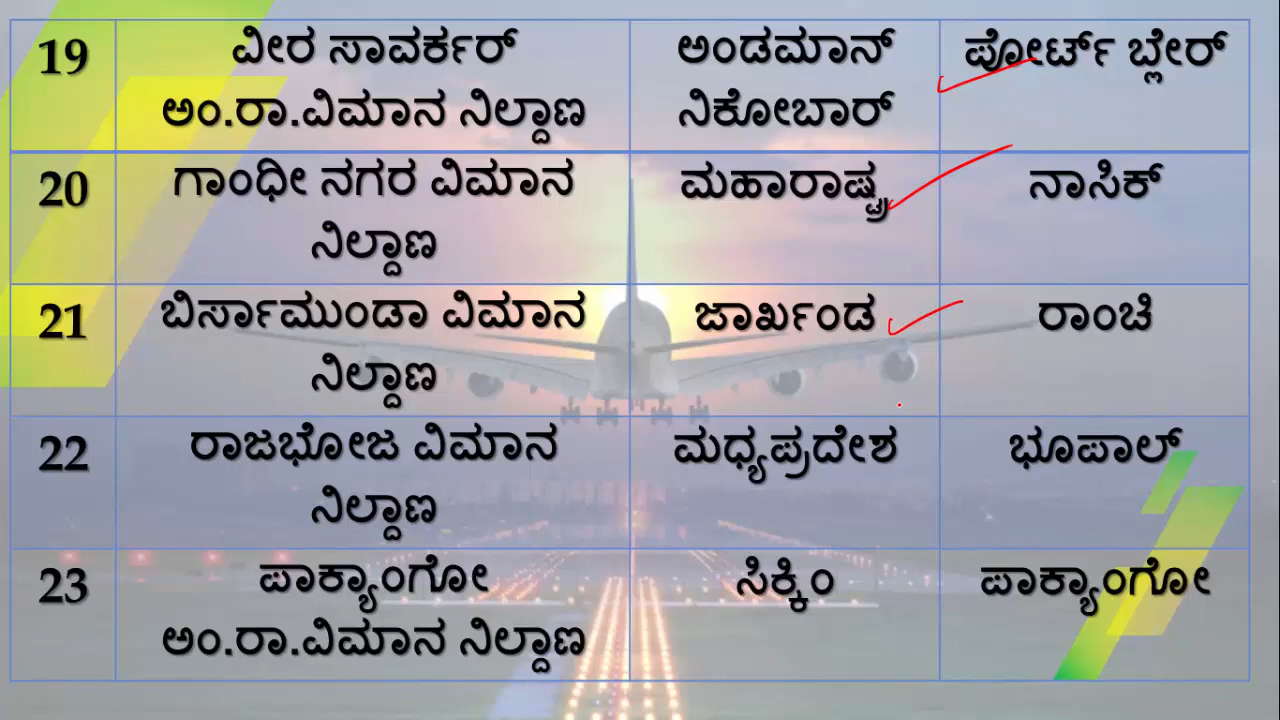 19 ವೀರ ಸಾವರ್ಕರ್ ಅಂಡಮಾನ್ ಪೋರ್ಟ್ ಬ್ಲೇರ್
ಅಂ.ರಾ.ವಿಮಾನ ನಿಲ್ದಾಣ ನಿಕೋಬಾರ್
20 ಗಾಂಧೀ ನಗರ ವಿಮಾನ ಮಹಾರಾಷ್ಟ್ರ ನಾಸಿಕ್
ನಿಲ್ದಾಣ
21 ಬಿರ್ಸಾಮುಂಡಾ ವಿಮಾನ ಜಾರ್ಖಂಡ ರಾಂಚಿ
ನಿಲ್ದಾಣ
22 ರಾಜಭೋಜ ವಿಮಾನ ಮಧ್ಯಪ್ರದೇಶ ಭೂಪಾಲ್
ನಿಲ್ದಾಣ
23 ಪಾಕ್ಯಾಂಗೋ ಸಿಕ್ಕಿಂ ಪಾಕ್ಯಾಂಗೋ
ಅಂ.ರಾ.ವಿಮಾನ ನಿಲ್ದಾಣ